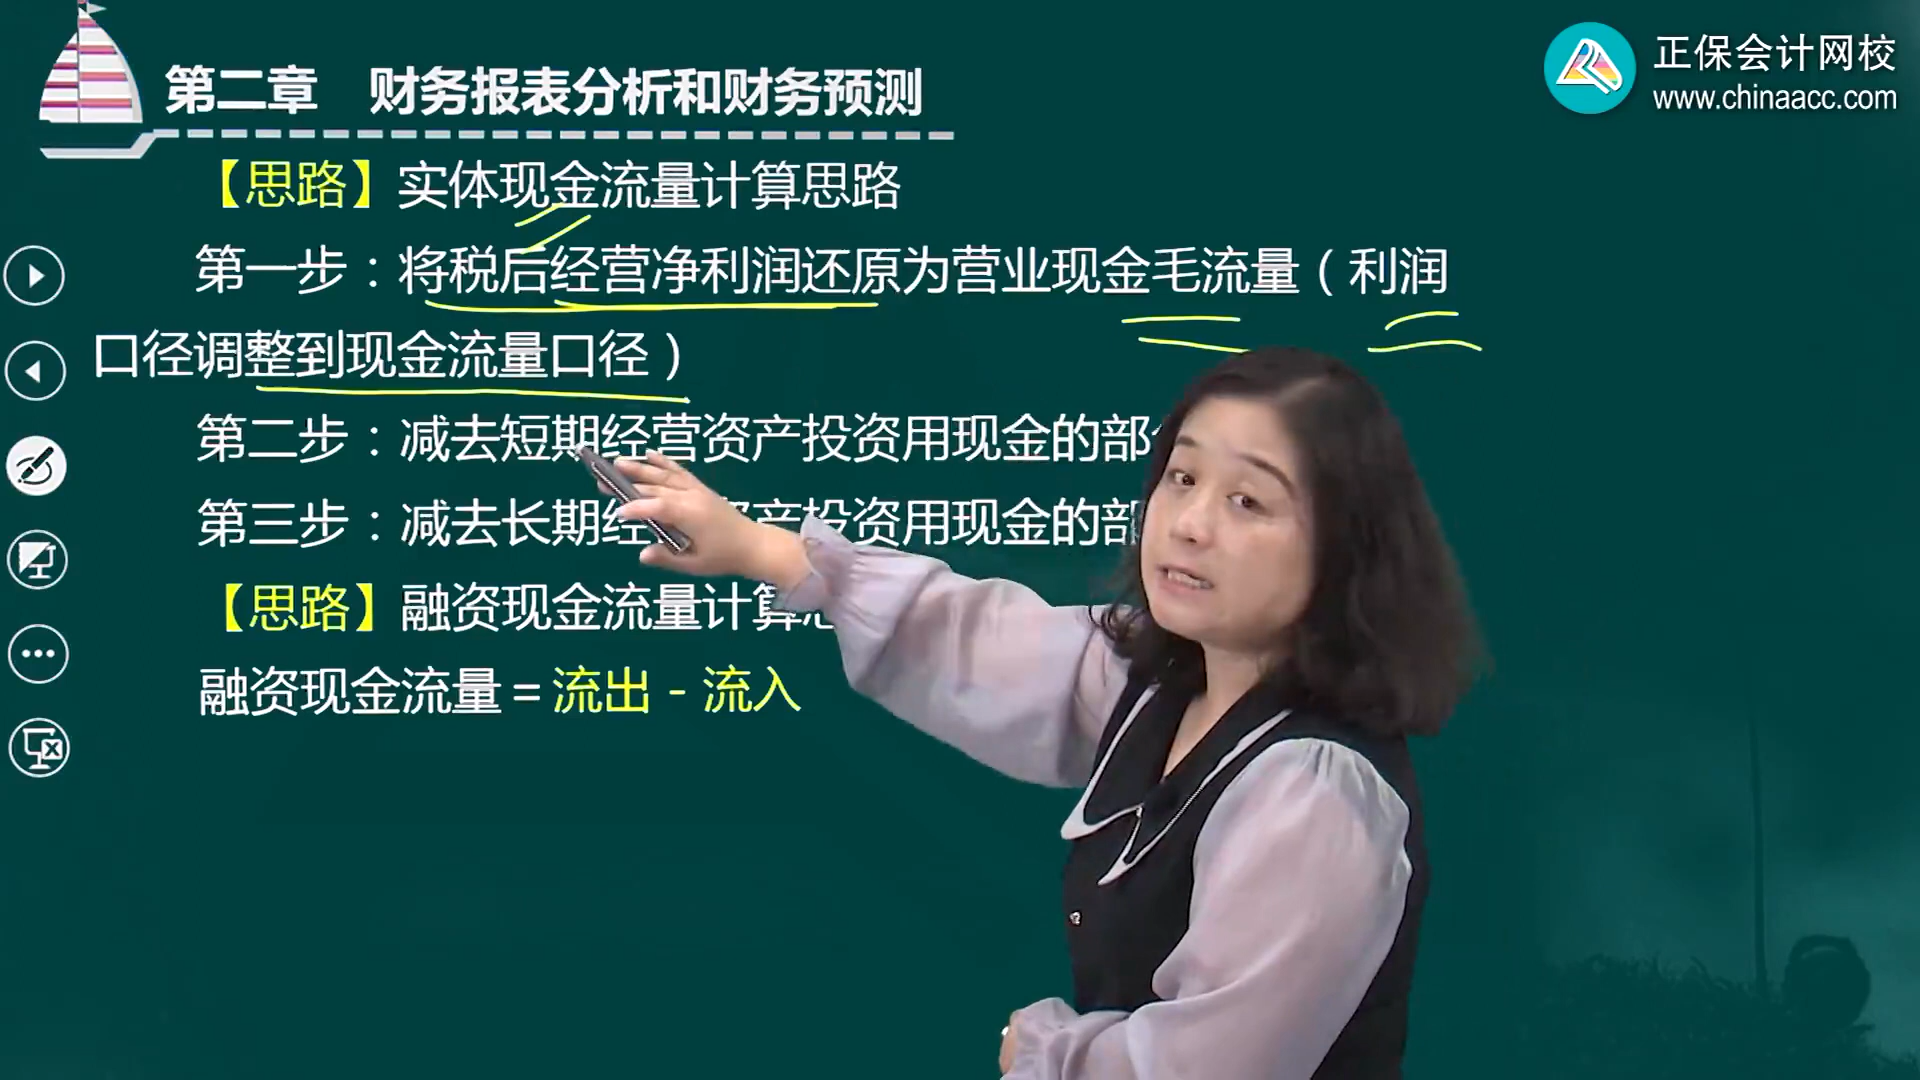 正保会计网校
www.chinaacc.com
第二章 财务报表分析和财务预测
【思路】实体现金流量计算思路
第一步：将税后经营净利润还原为营业现金毛流量（利润
口径调整到现金流量口径）
第二步：减去短期经营资产投资用现金的部
第三步：减去长期经 资产投资用现金的部
【思路】融资现金流量计算
融资现金流量＝流出－流入